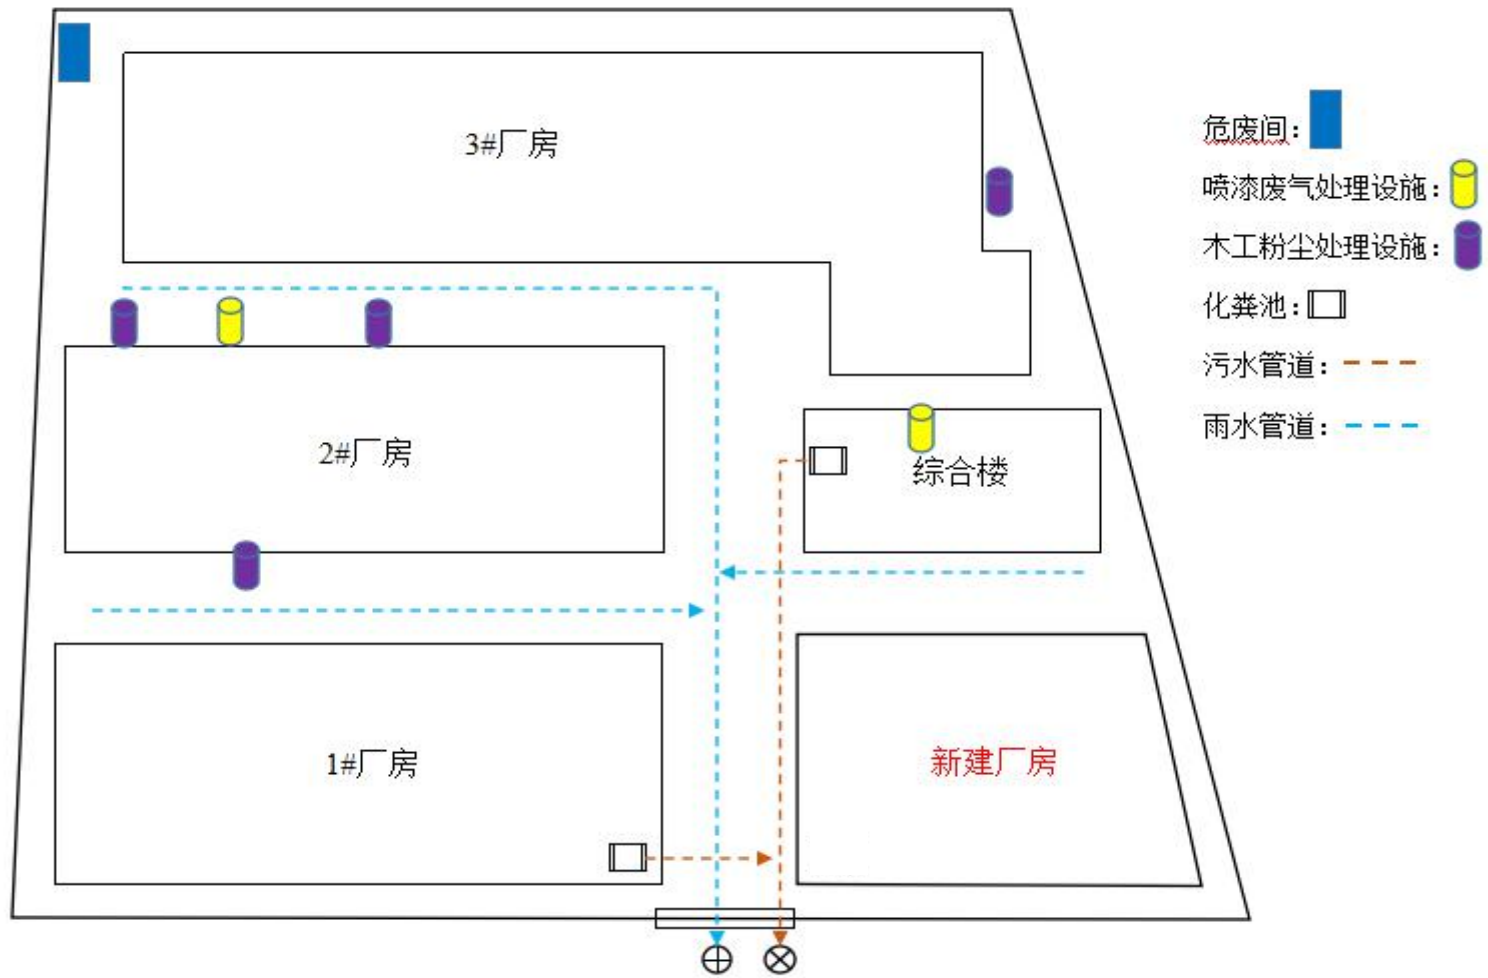 3#厂房
2#厂房
综合楼
1#厂房
新建厂房
危废间：
喷漆废气处理设施：
木工粉尘处理设施：
化粪池：
污水管道：
雨水管道：